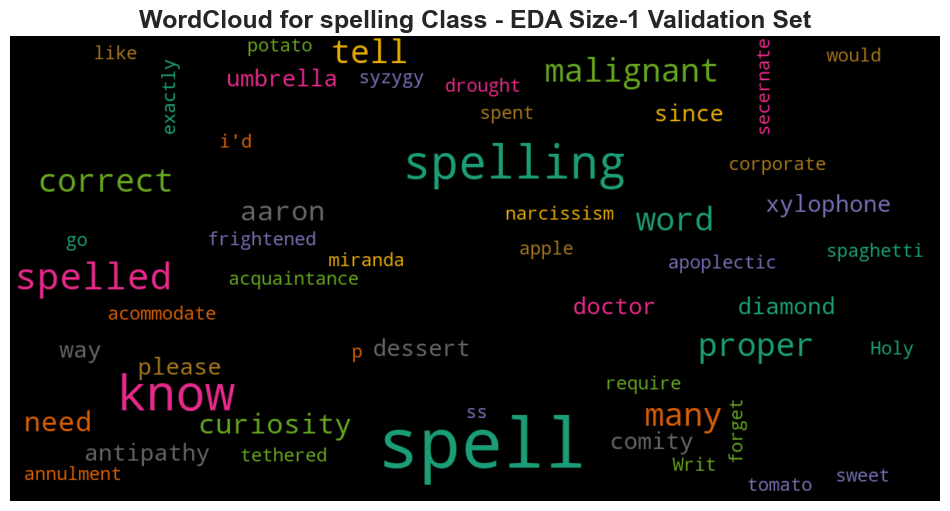 WordCloud for spelling Class - EDA Size-1 Validation Set
like
potato
tell
umbrella
syzygy
drought
malignant
secernate
would
exactly
spent
since
i'd
spelling
corporate
correct
aaron
narcissism
word
xylophone
go
frightened
miranda
apple
apoplectic
spaghetti
spelled
acquaintance
acommodate
doctor
diamond
way
please
p
dessert
proper
Holy
know
require
need
curiosity
ss
many
forget
antipathy
tethered
spell
comity
Writ
annulment
tomato
sweet